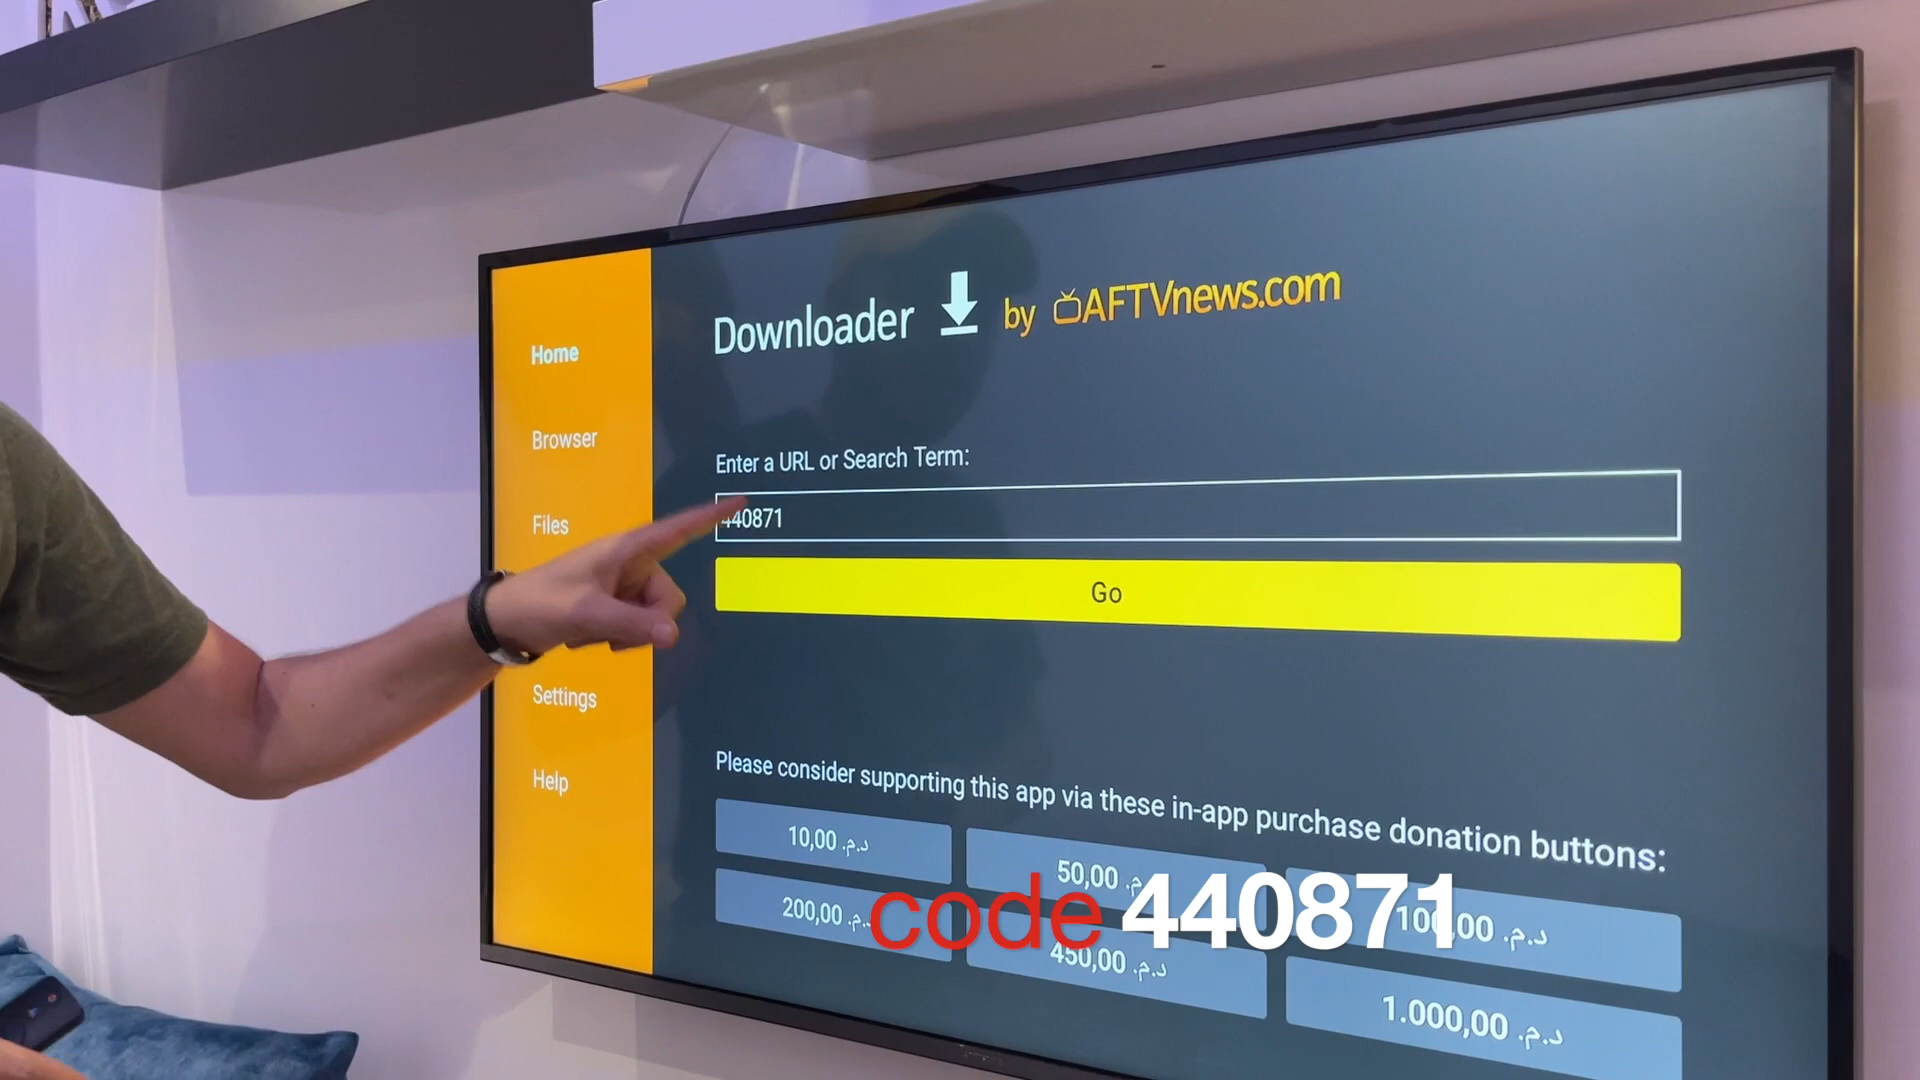 Downloader by AFTVnews.com
Home
Browser
Files
Settings
Help
Enter a URL or Search Term:
440871
Go
Please consider supporting this app via these in-app purchase donation buttons:
10,00 د.م.
50,00 د.م.
100,00 د.م.
200,00 د.م.
450,00 د.م.
1.000,00 د.م.
code 440871